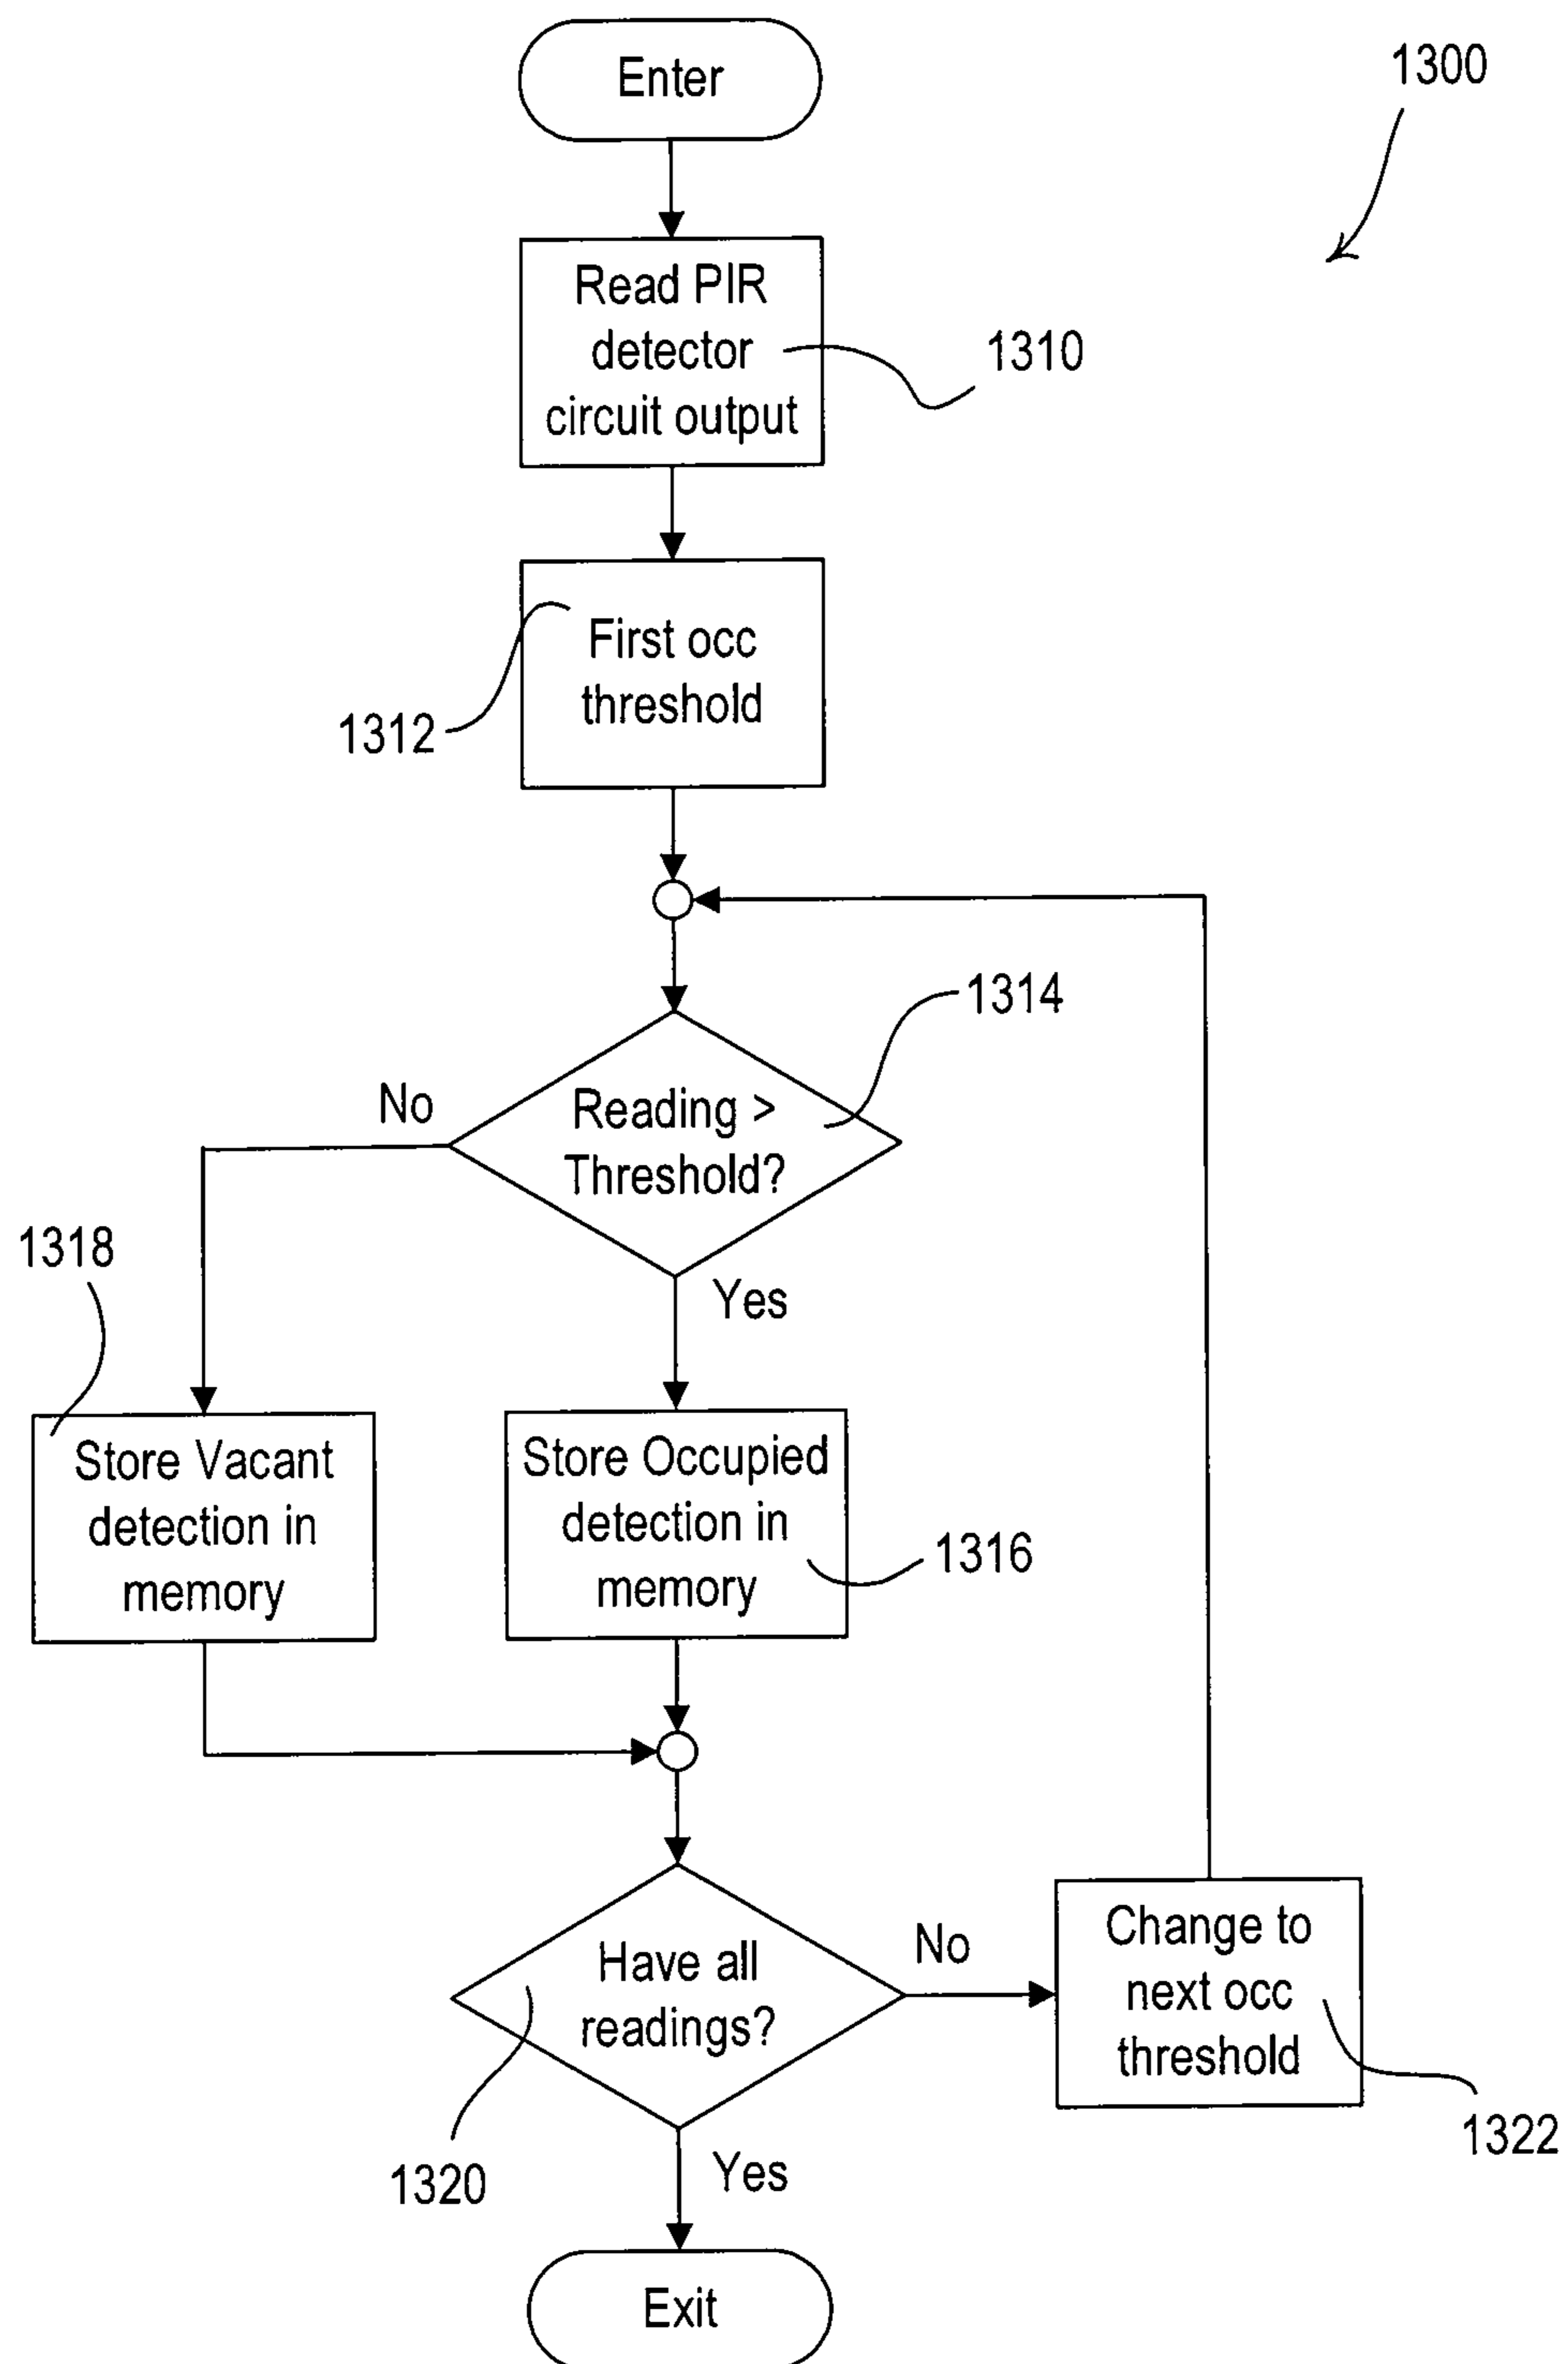 Enter
1300
Read PIR
detector
circuit output
1310
First occ
threshold
1312
1314
Reading >
Threshold?
No
Yes
1318
Store Vacant
detection in
memory
Store Occupied
detection in
memory
1316
Have all
readings?
No
Change to
next occ
threshold
1320
Yes
1322
Exit